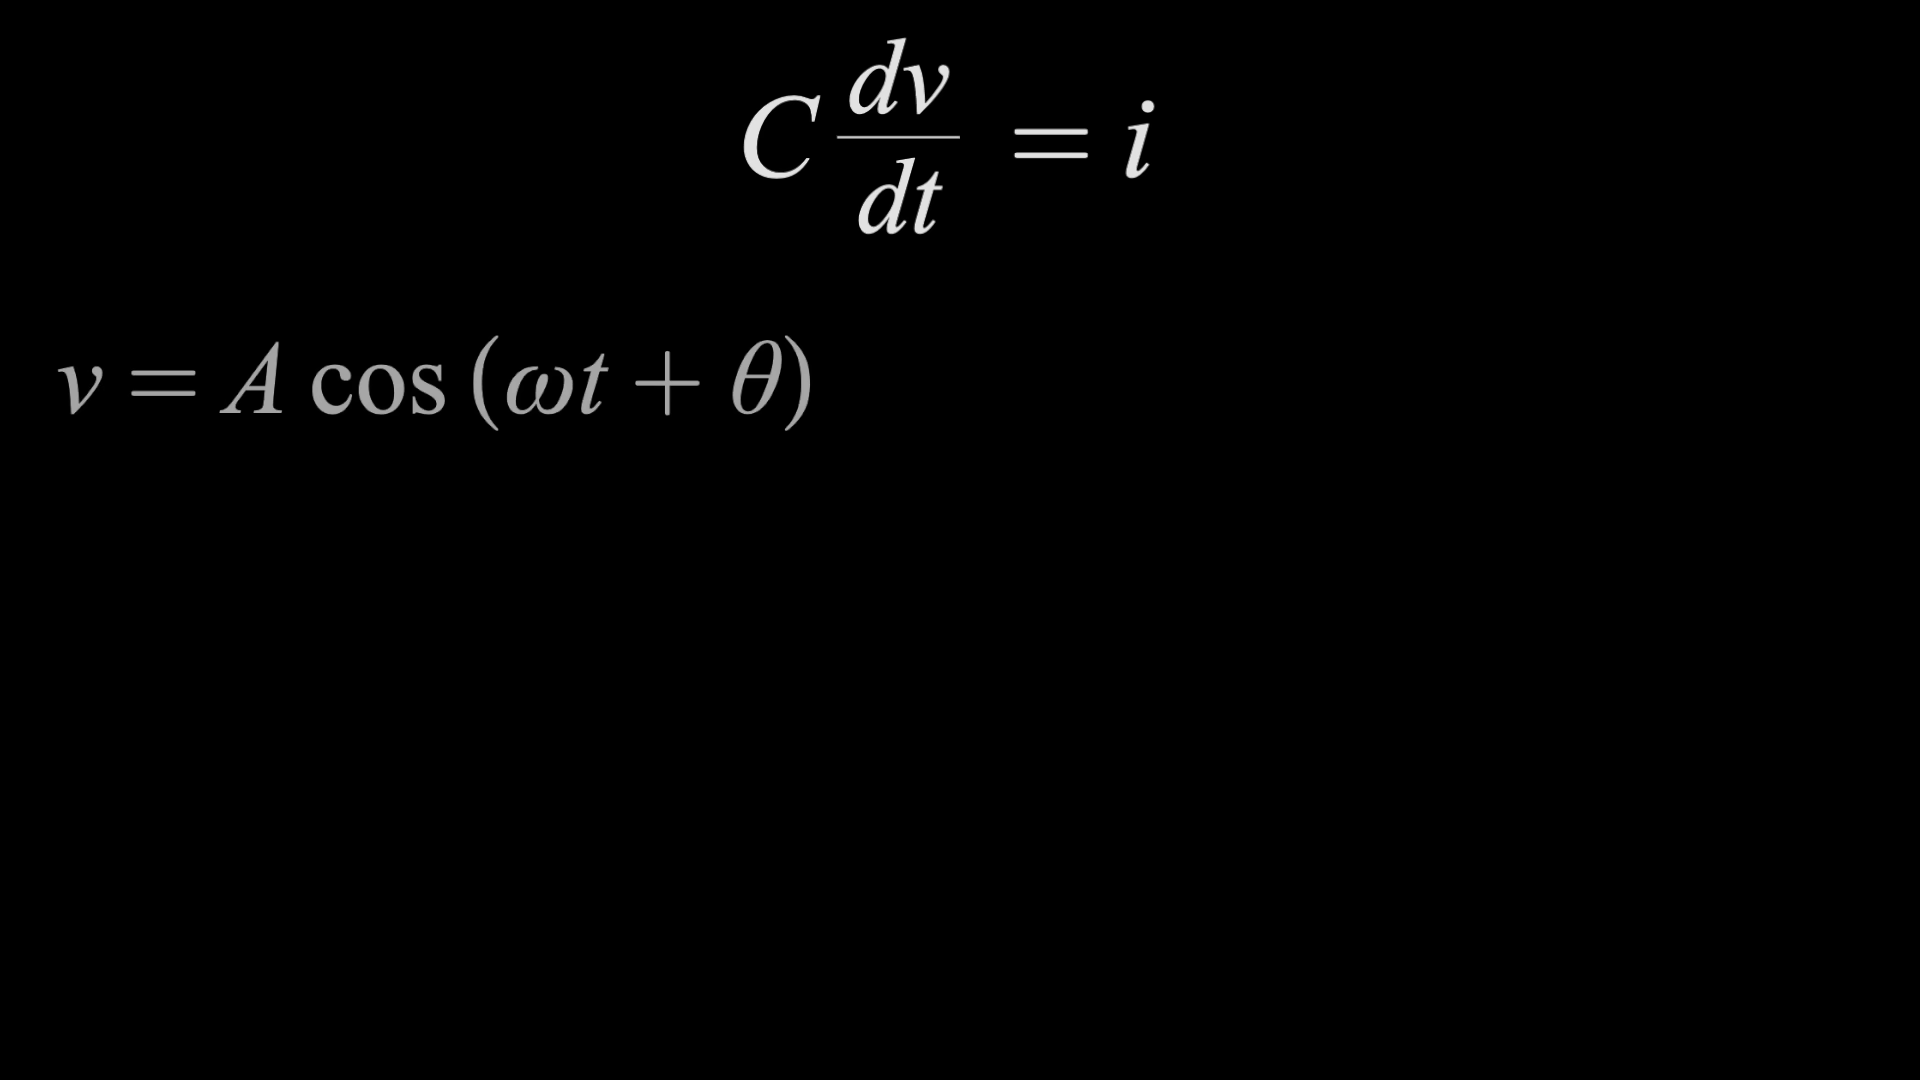 C dv/dt = i
v = A cos (ωt + θ)